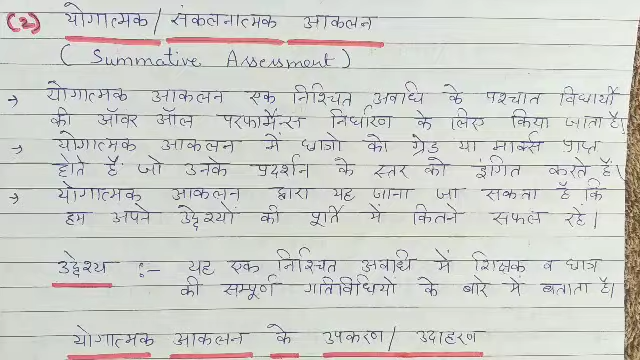 (2) योगात्मक / संकलनात्मक आकलन
( Summative Assessment )
→ योगात्मक आकलन एक निश्चित अवधि के पश्चात विद्यार्थी
की ऑवर ऑल परफार्मेन्स निर्धारण के लिए किया जाता है।
→ योगात्मक आकलन में छात्रो को ग्रेड या मार्क्स प्राप्त
होते हैं जो उनके प्रदर्शन के स्तर को इंगित करते हैं।
→ योगात्मक आकलन द्वारा यह जाना जा सकता है कि
हम अपने उद्देश्यों की पूर्ति में कितने सफल रहे।
उद्देश्य :- यह एक निश्चित अवधि में शिक्षक व छात्र
की सम्पूर्ण गतिविधियो के बारे में बताता है।
योगात्मक आकलन के उपकरण / उदाहरण